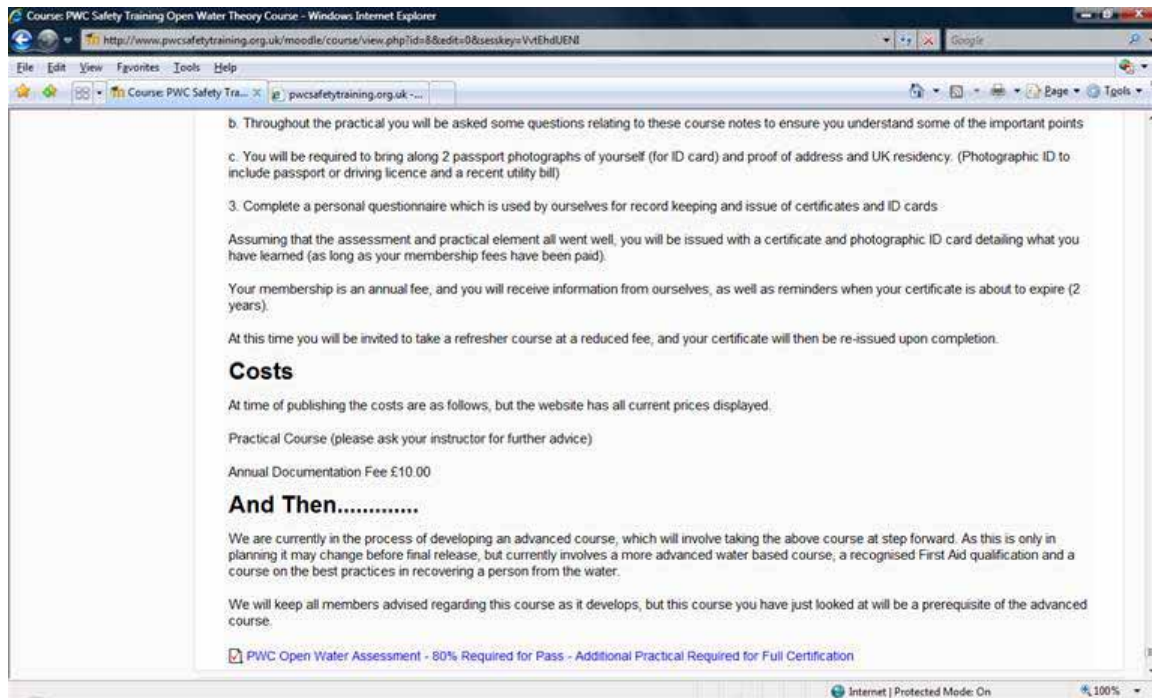 Course: PWC Safety Training Open Water Theory Course - Windows Internet Explorer
http://www.pwcsafetytraining.org.uk/moodle/course/view.php?id=8&edit=0&sesskey=VvtEhdUENI
Google
File Edit View Favorites Tools Help
Course: PWC Safety Tra... pwcsafetytraining.org.uk -...
Page Tools
b. Throughout the practical you will be asked some questions relating to these course notes to ensure you understand some of the important points
c. You will be required to bring along 2 passport photographs of yourself (for ID card) and proof of address and UK residency. (Photographic ID to
include passport or driving licence and a recent utility bill)
3. Complete a personal questionnaire which is used by ourselves for record keeping and issue of certificates and ID cards
Assuming that the assessment and practical element all went well, you will be issued with a certificate and photographic ID card detailing what you
have learned (as long as your membership fees have been paid).
Your membership is an annual fee, and you will receive information from ourselves, as well as reminders when your certificate is about to expire (2
years).
At this time you will be invited to take a refresher course at a reduced fee, and your certificate will then be re-issued upon completion.
Costs
At time of publishing the costs are as follows, but the website has all current prices displayed.
Practical Course (please ask your instructor for further advice)
Annual Documentation Fee £10.00
And Then.............
We are currently in the process of developing an advanced course, which will involve taking the above course at step forward. As this is only in
planning it may change before final release, but currently involves a more advanced water based course, a recognised First Aid qualification and a
course on the best practices in recovering a person from the water.
We will keep all members advised regarding this course as it develops, but this course you have just looked at will be a prerequisite of the advanced
course.
PWC Open Water Assessment - 80% Required for Pass - Additional Practical Required for Full Certification
Internet | Protected Mode: On 100%